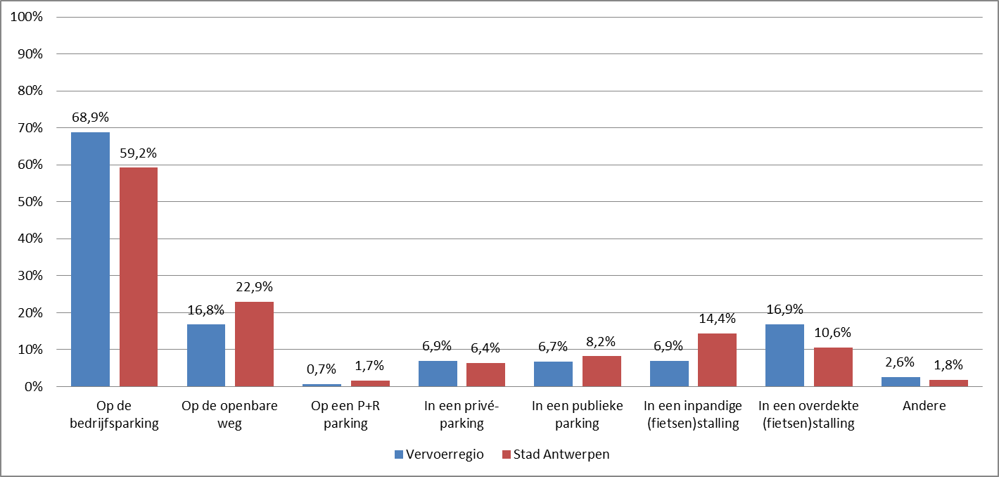 100%
90%
80%
70%
60%
50%
40%
30%
20%
10%
0%
68,9%
59,2%
16,8%
22,9%
0,7%
1,7%
6,9%
6,4%
6,7%
8,2%
6,9%
14,4%
16,9%
10,6%
2,6%
1,8%
Op de
bedrijfsparking
Op de openbare
weg
Op een P+R
parking
In een privé-
parking
In een publieke
parking
In een inpandige
(fietsen)stalling
In een overdekte
(fietsen)stalling
Andere
Vervoerregio
Stad Antwerpen